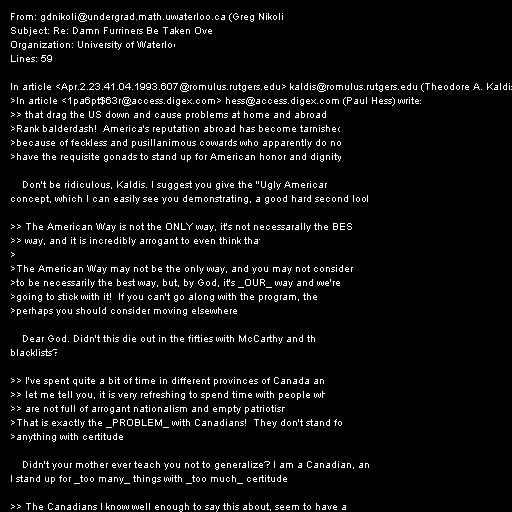 From: gdnikoli@undergrad.math.uwaterloo.ca (Greg Nikoli
Subject: Re: Damn Furriners Be Taken Ove
Organization: University of Waterlo
Lines: 59

In article <Apr.2.23.41.04.1993.607@romulus.rutgers.edu> kaldis@romulus.rutgers.edu (Theodore A. Kaldi
>In article <1pa6pt$63r@access.digex.com> hess@access.digex.com (Paul Hess) write:
>> that drag the US down and cause problems at home and abroad
>Rank balderdash!  America's reputation abroad has become tarnishe
>because of feckless and pusillanimous cowards who apparently do no
>have the requisite gonads to stand up for American honor and dignity

    Don't be ridiculous, Kaldis. I suggest you give the "Ugly American
concept, which I can easily see you demonstrating, a good hard second loo

>> The American Way is not the ONLY way, it's not necessarally the BES
>> way, and it is incredibly arrogant to even think tha
>
>The American Way may not be the only way, and you may not consider
>to be necessarily the best way, but, by God, it's _OUR_ way and we're
>going to stick with it!  If you can't go along with the program, the
>perhaps you should consider moving elsewhere

    Dear God. Didn't this die out in the fifties with McCarthy and th
blacklists?

>> I've spent quite a bit of time in different provinces of Canada an
>> let me tell you, it is very refreshing to spend time with people wh
>> are not full of arrogant nationalism and empty patriotis
>That is exactly the _PROBLEM_ with Canadians!  They don't stand fo
>anything with certitude

    Didn't your mother ever teach you not to generalize? I am a Canadian, an
I stand up for _too many_ things with _too much_ certitude

>> The Canadians I know well enough to say this about, seem to have a